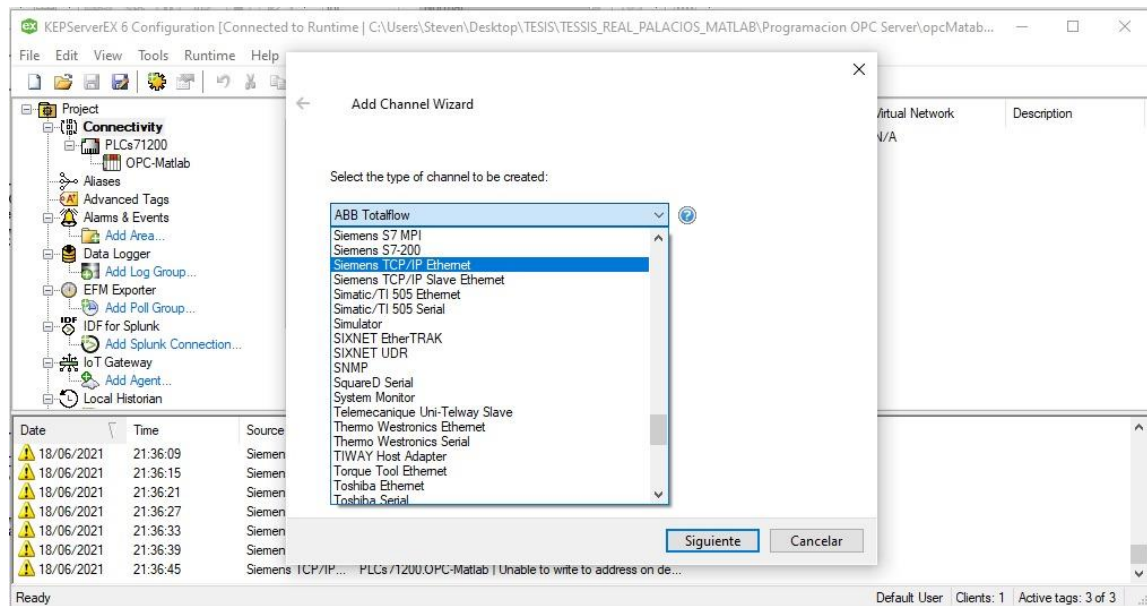 KEPServerEX 6 Configuration [Connected to Runtime | C:\Users\Steven\Desktop\TESIS\TESSIS_REAL_PALACIOS_MATLAB\Programacion OPC Server\opcMatab...
File Edit View Tools Runtime Help
Project
Connectivity
PLCs71200
OPC-Matlab
Aliases
Advanced Tags
Alarms & Events
Add Area...
Data Logger
Add Log Group...
EFM Exporter
Add Poll Group...
IDF for Splunk
Add Splunk Connection...
IoT Gateway
Add Agent...
Local Historian
Add Channel Wizard
Select the type of channel to be created:
ABB Totalflow
Siemens S7 MPI
Siemens S7-200
Siemens TCP/IP Ethernet
Siemens TCP/IP Slave Ethernet
Simatic/TI 505 Ethernet
Simatic/TI 505 Serial
Simulator
SIXNET EtherTRAK
SIXNET UDR
SNMP
SquareD Serial
System Monitor
Telemecanique Uni-Telway Slave
Thermo Westronics Ethernet
Thermo Westronics Serial
TIWAY Host Adapter
Torque Tool Ethernet
Toshiba Ethernet
Toshiba Serial
Siguiente Cancelar
Virtual Network Description
N/A
Date Time Source
18/06/2021 21:36:09 Siemen
18/06/2021 21:36:15 Siemen
18/06/2021 21:36:21 Siemen
18/06/2021 21:36:27 Siemen
18/06/2021 21:36:33 Siemen
18/06/2021 21:36:39 Siemen
18/06/2021 21:36:45 Siemens TCP/IP... PLCs71200.OPC-Matlab | Unable to write to address on de...
Ready Default User Clients: 1 Active tags: 3 of 3